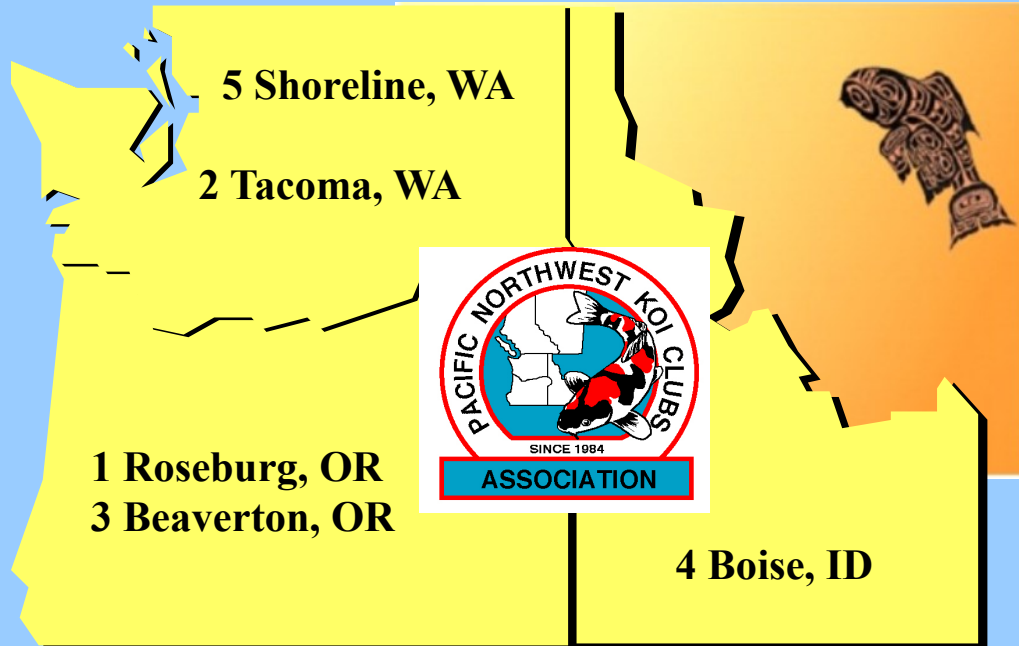 5 Shoreline, WA
2 Tacoma, WA
PACIFIC NORTHWEST KOI CLUBS
SINCE 1984
ASSOCIATION
1 Roseburg, OR
3 Beaverton, OR
4 Boise, ID